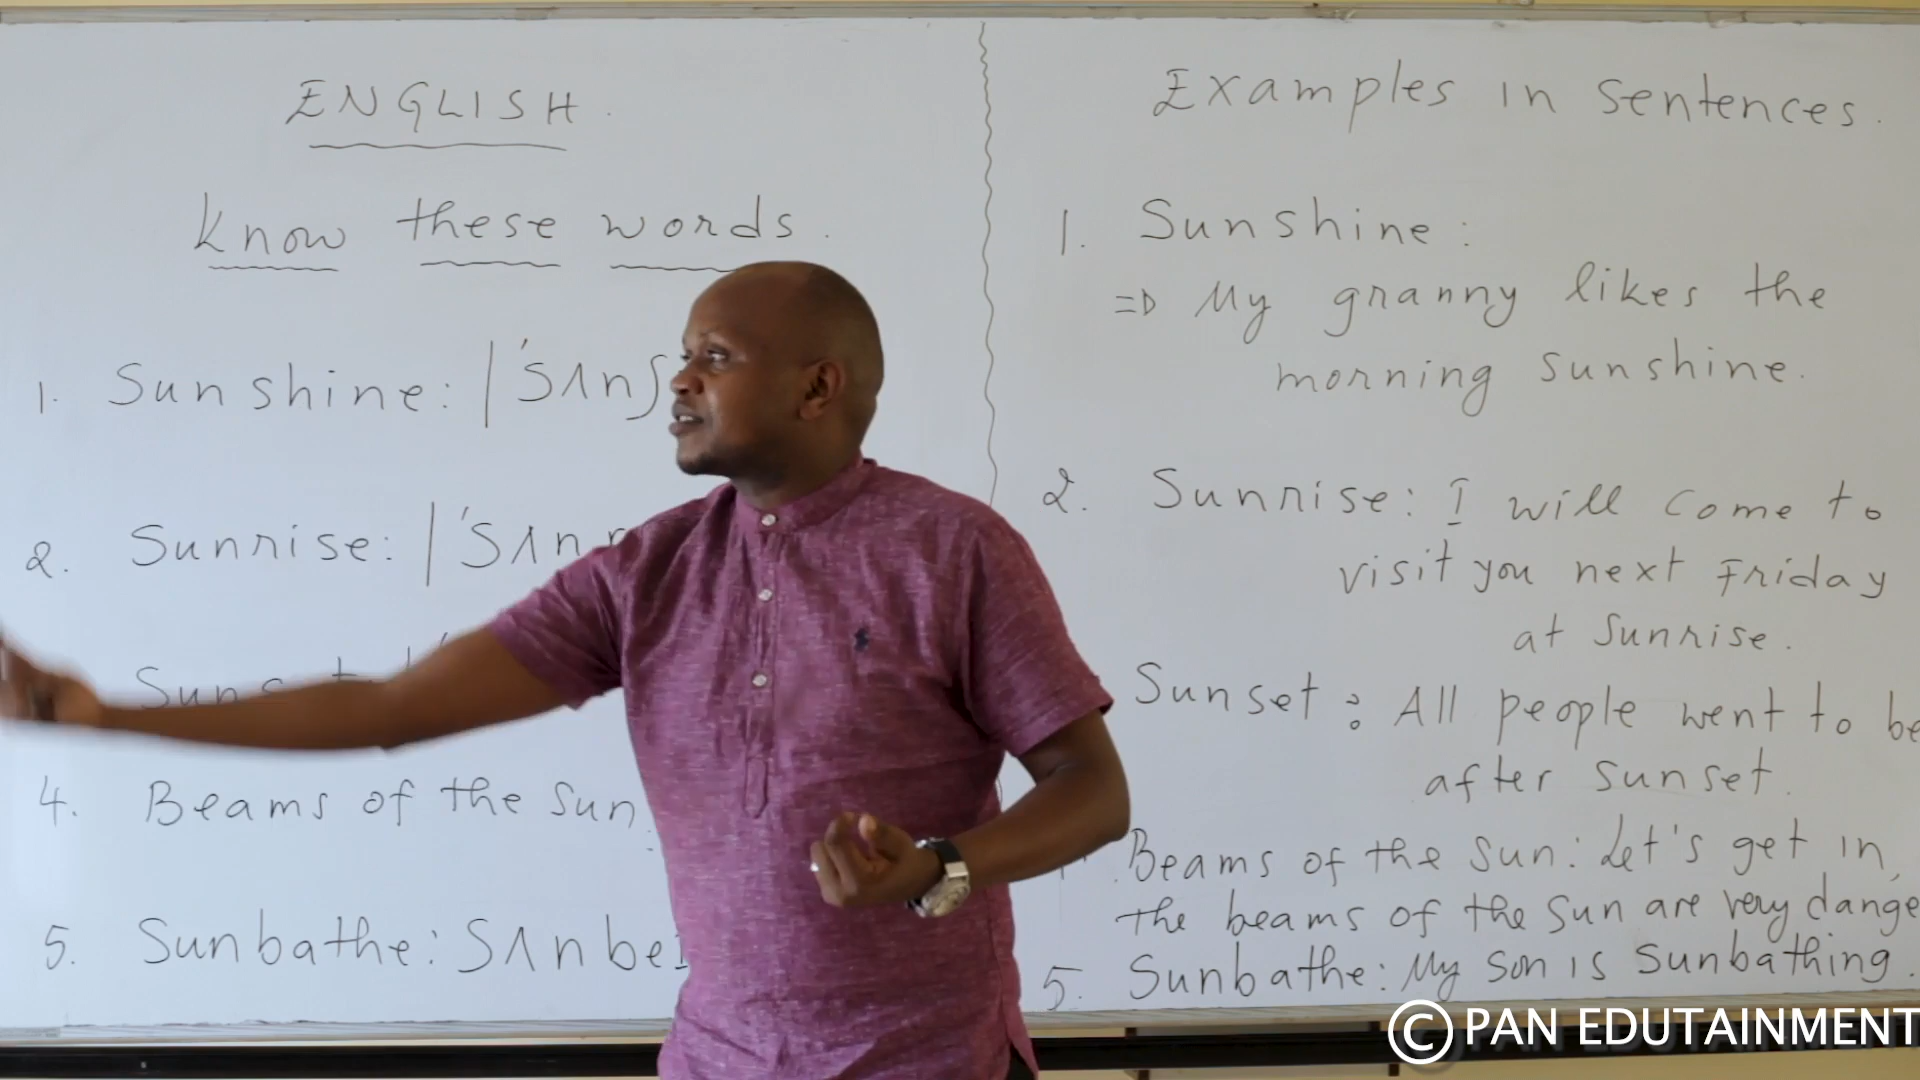 ENGLISH.
Know these words.
1. Sunshine: |'sʌnʃ
2. Sunrise: |'sʌnr
Sunset
4. Beams of the sun.
5. Sunbathe: sʌnbeɪ
Examples in sentences.
1. Sunshine:
⇒ My granny likes the
morning sunshine.
2. Sunrise: I will come to
visit you next Friday
at sunrise.
Sunset: All people went to be
after sunset.
Beams of the sun: Let's get in,
the beams of the sun are very dange
5. Sunbathe: My son is sunbathing.
© PAN EDUTAINMENT